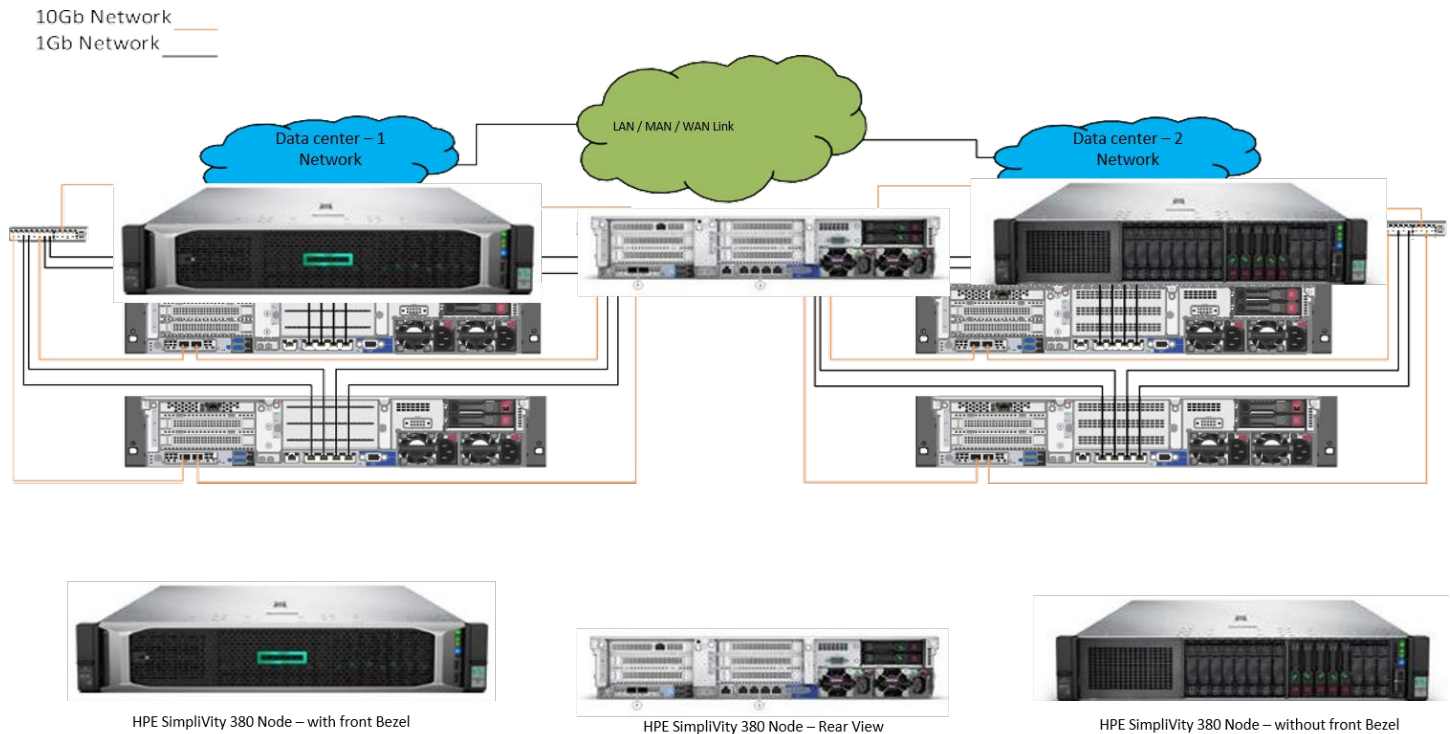 10Gb Network
1Gb Network
Data center – 1
Network
LAN / MAN / WAN Link
Data center – 2
Network
HPE SimpliVity 380 Node – with front Bezel
HPE SimpliVity 380 Node – Rear View
HPE SimpliVity 380 Node – without front Bezel